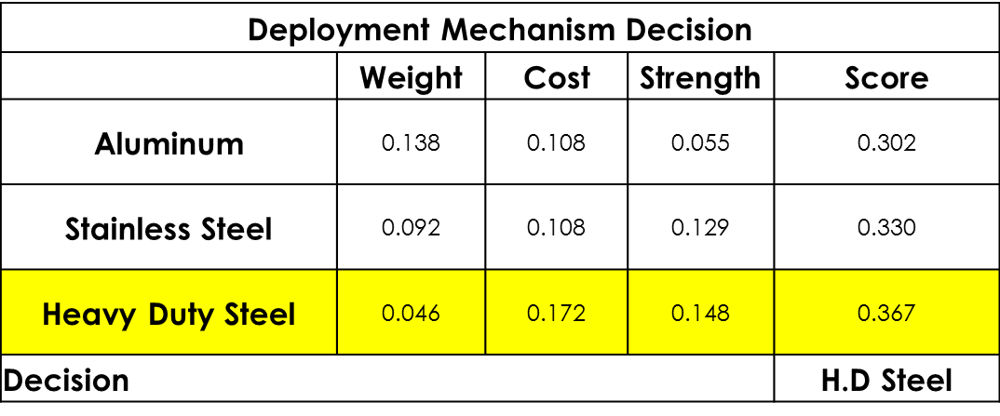 Deployment Mechanism Decision
Weight Cost Strength Score
Aluminum 0.138 0.108 0.055 0.302
Stainless Steel 0.092 0.108 0.129 0.330
Heavy Duty Steel 0.046 0.172 0.148 0.367
Decision H.D Steel